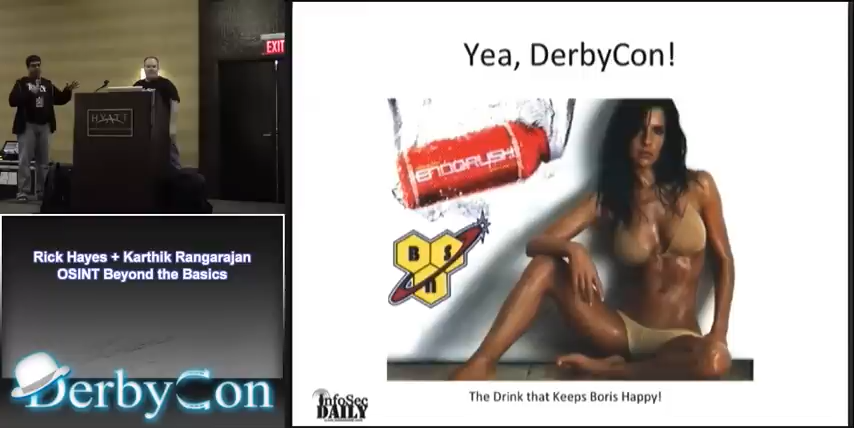 EXIT
HYATT
Rick Hayes + Karthik Rangarajan
OSINT Beyond the Basics
DerbyCon
Yea, DerbyCon!
ENDORUSH
B S
n
The Drink that Keeps Boris Happy!
InfoSec
DAILY